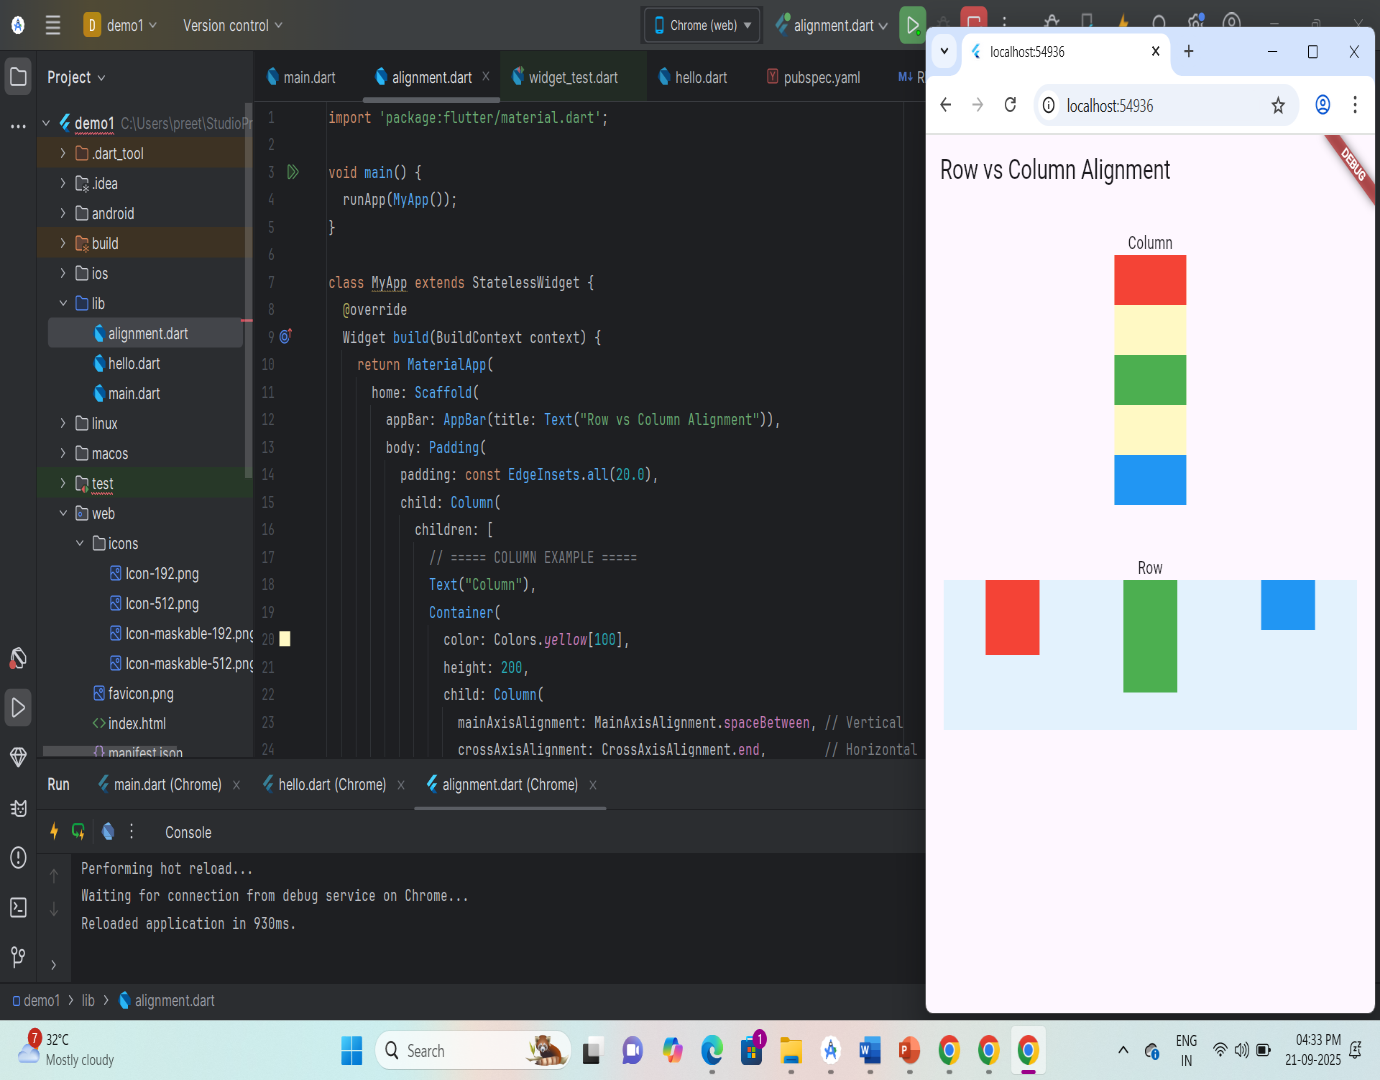 D demo1
Version control
Chrome (web)
alignment.dart
Project
main.dart
alignment.dart
widget_test.dart
hello.dart
Y pubspec.yaml
M↓ R
demo1 C:\Users\preet\StudioPr
.dart_tool
.idea
android
build
ios
lib
alignment.dart
hello.dart
main.dart
linux
macos
test
web
icons
Icon-192.png
Icon-512.png
Icon-maskable-192.png
Icon-maskable-512.png
favicon.png
<> index.html
{} manifest.json
1 import 'package:flutter/material.dart';
2
3 void main() {
4 runApp(MyApp());
5 }
6
7 class MyApp extends StatelessWidget {
8 @override
9 Widget build(BuildContext context) {
10 return MaterialApp(
11 home: Scaffold(
12 appBar: AppBar(title: Text("Row vs Column Alignment")),
13 body: Padding(
14 padding: const EdgeInsets.all(20.0),
15 child: Column(
16 children: [
17 // ===== COLUMN EXAMPLE =====
18 Text("Column"),
19 Container(
20 color: Colors.yellow[100],
21 height: 200,
22 child: Column(
23 mainAxisAlignment: MainAxisAlignment.spaceBetween, // Vertical
24 crossAxisAlignment: CrossAxisAlignment.end, // Horizontal
Run
main.dart (Chrome)
hello.dart (Chrome)
alignment.dart (Chrome)
Console
Performing hot reload...
Waiting for connection from debug service on Chrome...
Reloaded application in 930ms.
demo1 > lib > alignment.dart
localhost:54936
localhost:54936
DEBUG
Row vs Column Alignment
Column
Row
7
32°C
Mostly cloudy
Search
1
ENG
IN
04:33 PM
21-09-2025